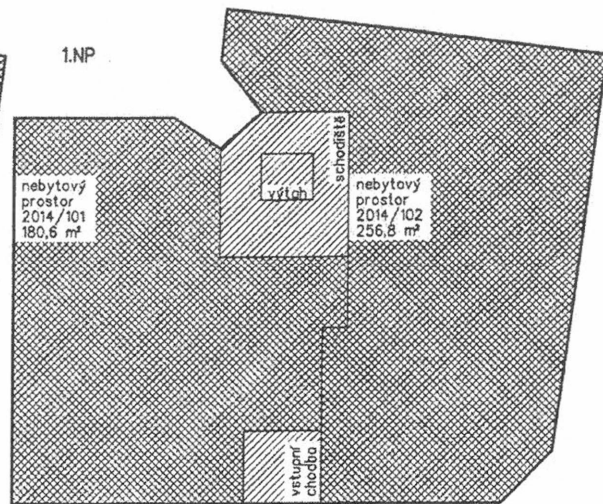 1.NP
nebytový
prostor
2014/101
180,6 m²
výtah
schodiště
nebytový
prostor
2014/102
256,8 m²
vstupní
chodba